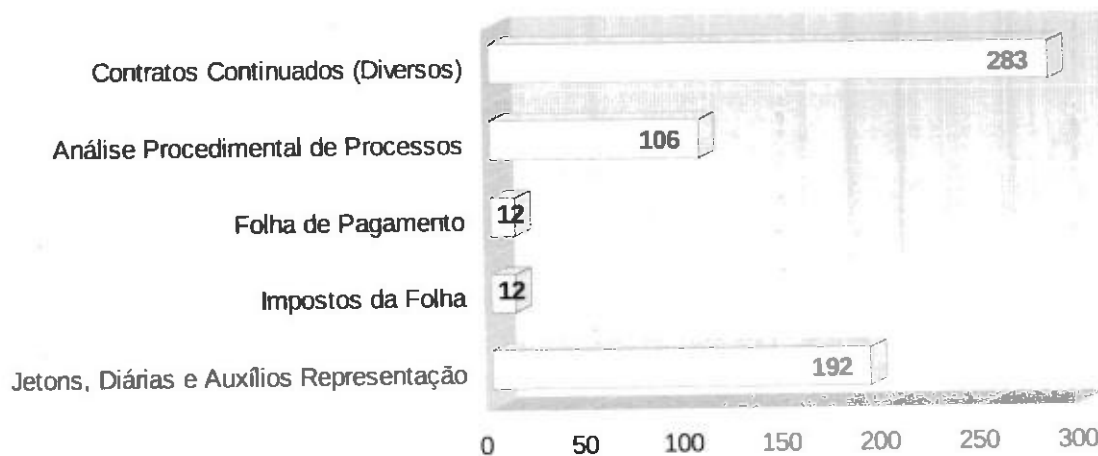 Contratos Continuados (Diversos) 283
Análise Procedimental de Processos 106
Folha de Pagamento 12
Impostos da Folha 12
Jetons, Diárias e Auxílios Representação 192
0 50 100 150 200 250 300